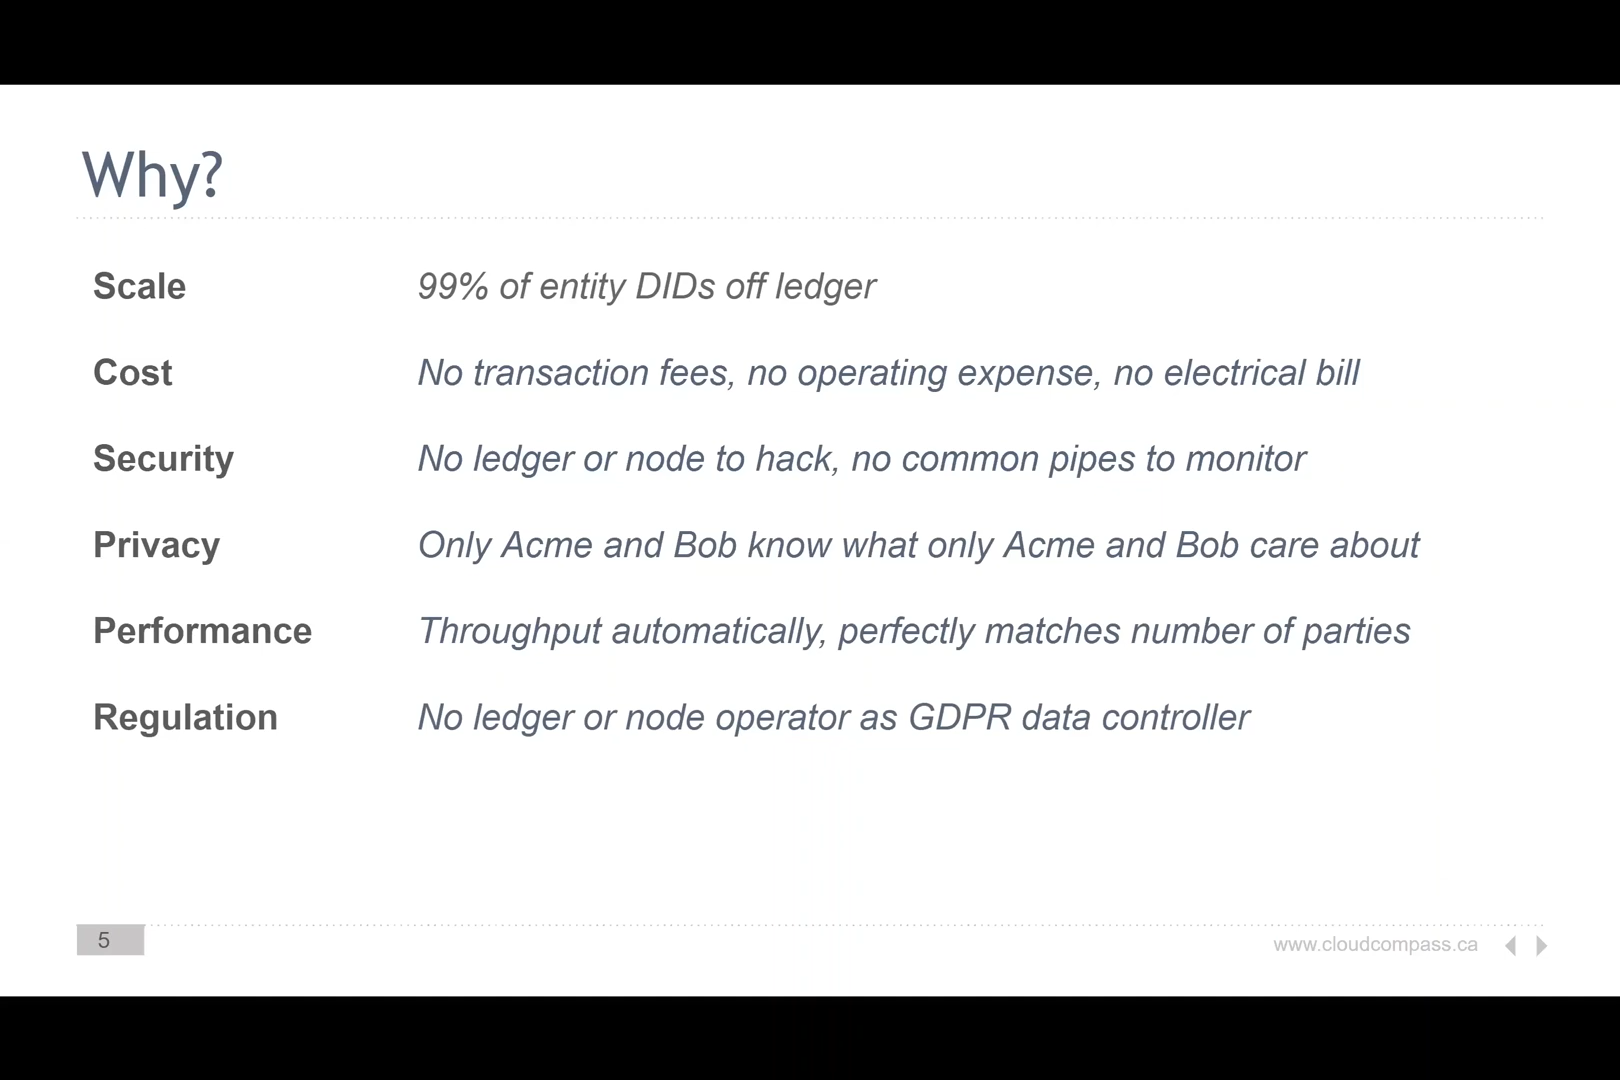 Why?
Scale 99% of entity DIDs off ledger
Cost No transaction fees, no operating expense, no electrical bill
Security No ledger or node to hack, no common pipes to monitor
Privacy Only Acme and Bob know what only Acme and Bob care about
Performance Throughput automatically, perfectly matches number of parties
Regulation No ledger or node operator as GDPR data controller
5 www.cloudcompass.ca